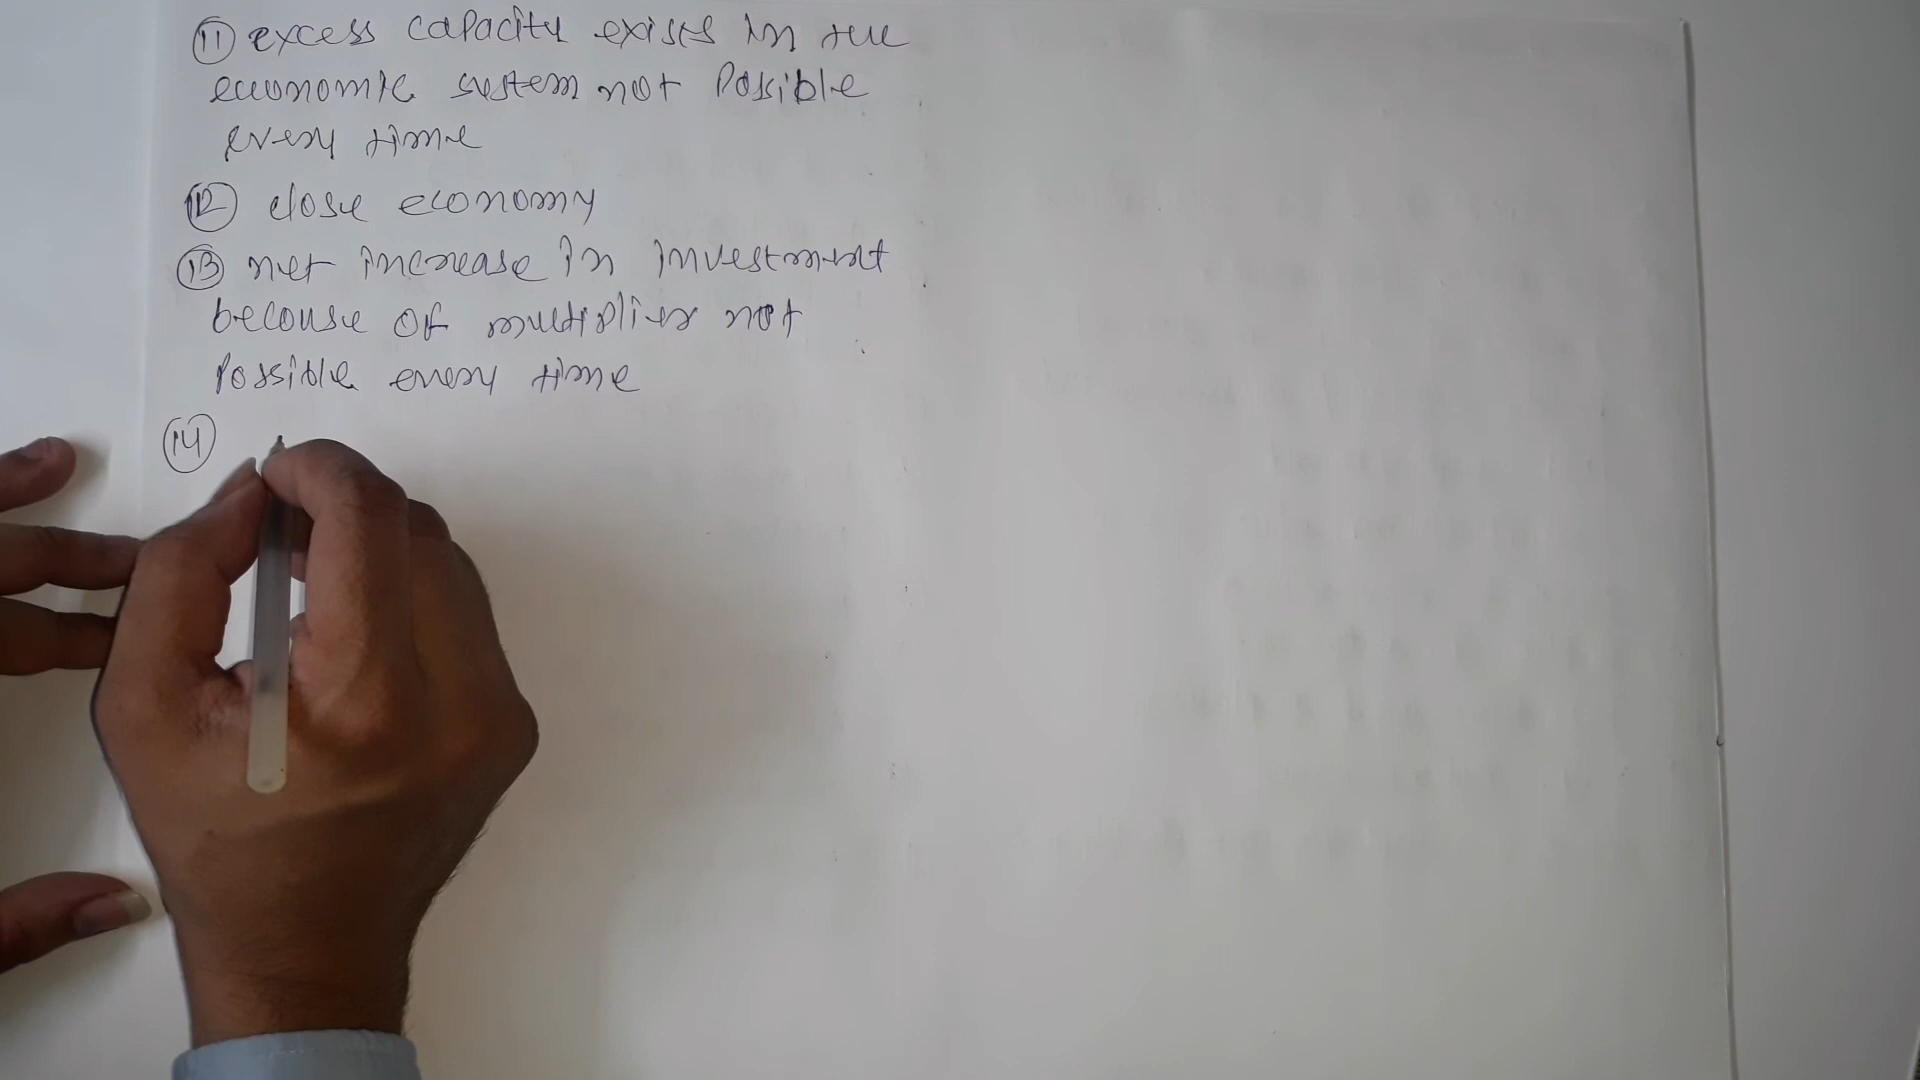 11 excess capacity exists in the
economic system not Possible
every time
12 close economy
13 net increase in investment
becouse of multiplier not
Possible every time
14